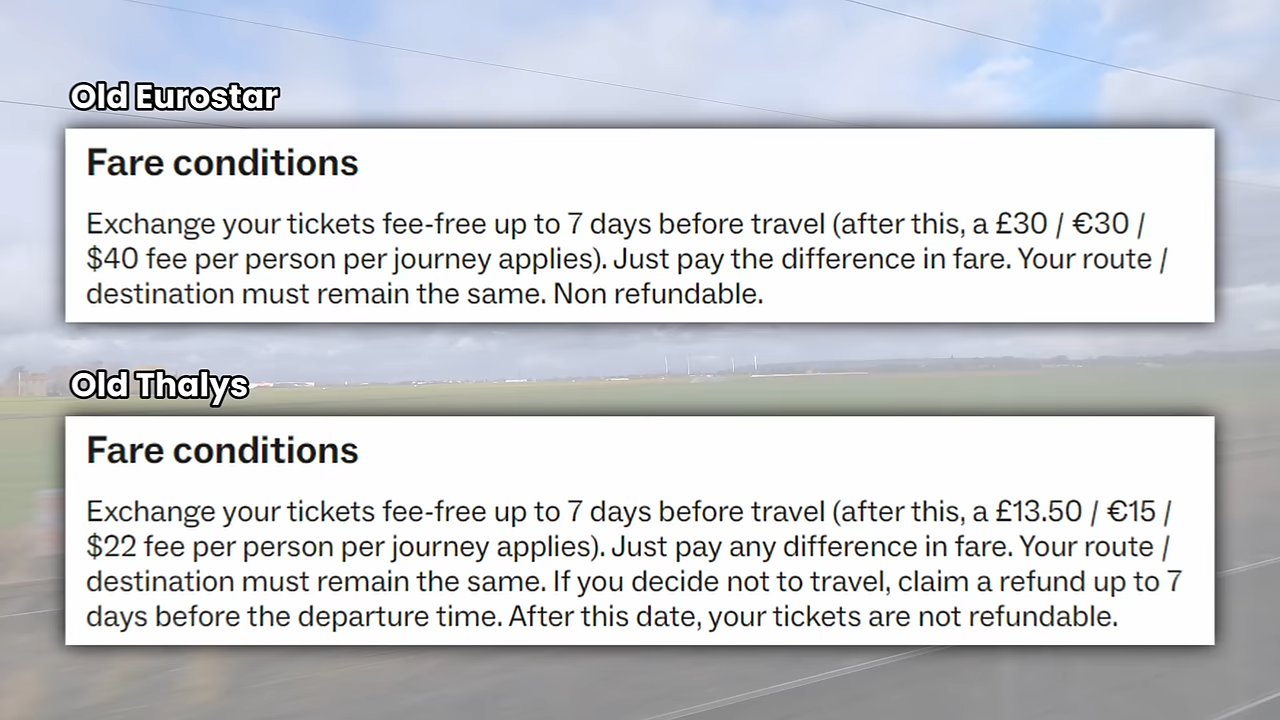 Old Eurostar
Fare conditions
Exchange your tickets fee-free up to 7 days before travel (after this, a £30 / €30 /
$40 fee per person per journey applies). Just pay the difference in fare. Your route /
destination must remain the same. Non refundable.
Old Thalys
Fare conditions
Exchange your tickets fee-free up to 7 days before travel (after this, a £13.50 / €15 /
$22 fee per person per journey applies). Just pay any difference in fare. Your route /
destination must remain the same. If you decide not to travel, claim a refund up to 7
days before the departure time. After this date, your tickets are not refundable.